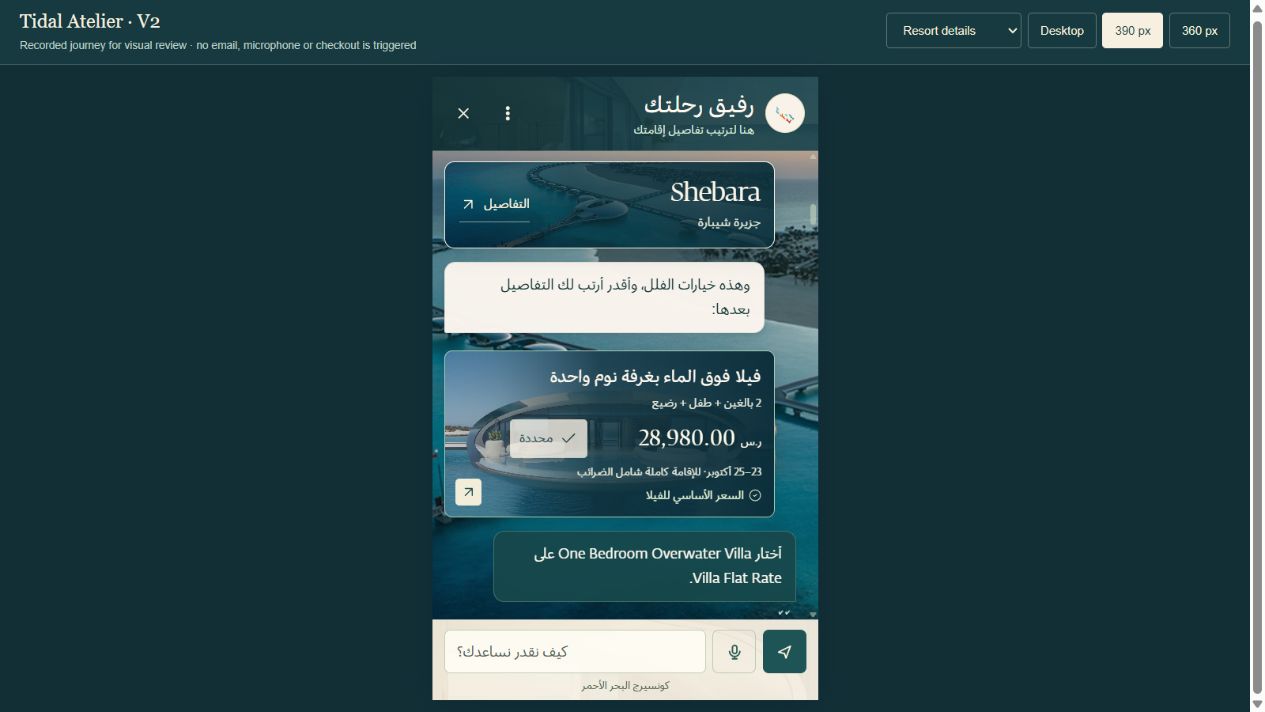 Tidal Atelier · V2
Recorded journey for visual review · no email, microphone or checkout is triggered
Resort details
Desktop
390 px
360 px
رفيق رحلتك
هنا لترتيب تفاصيل إقامتك
Shebara
جزيرة شيبارة
التفاصيل
وهذه خيارات الفلل، وأقدر أرتب لك التفاصيل
بعدها:
فيلا فوق الماء بغرفة نوم واحدة
2 بالغين + طفل + رضيع
ر.س 28,980.00
محددة
23–25 أكتوبر · للإقامة كاملة شامل الضرائب
السعر الأساسي للفيلا
أختار One Bedroom Overwater Villa على
Villa Flat Rate.
كيف نقدر نساعدك؟
كونسيرج البحر الأحمر